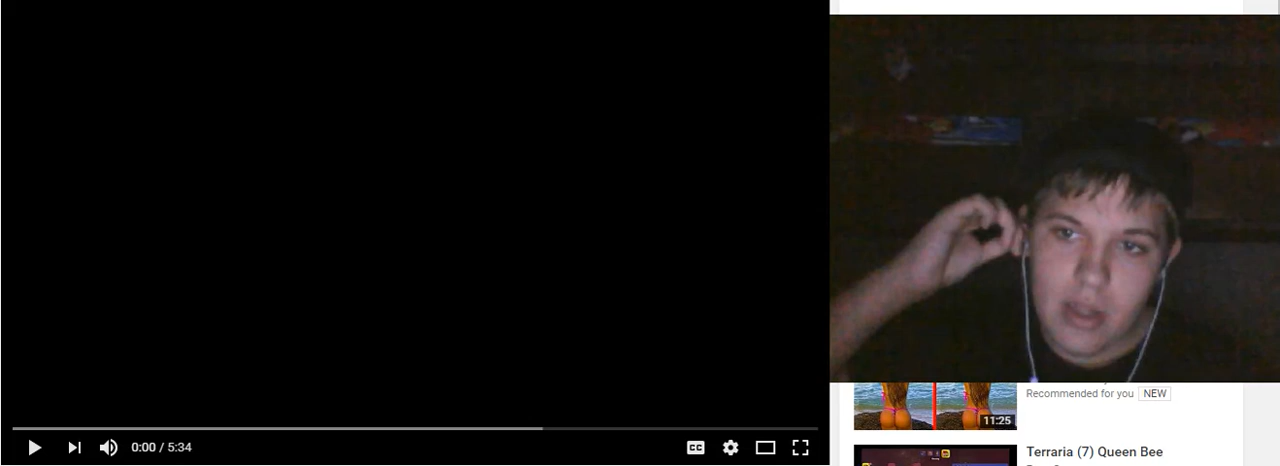 0:00 / 5:34
CC
Recommended for you NEW
11:25
Terraria (7) Queen Bee